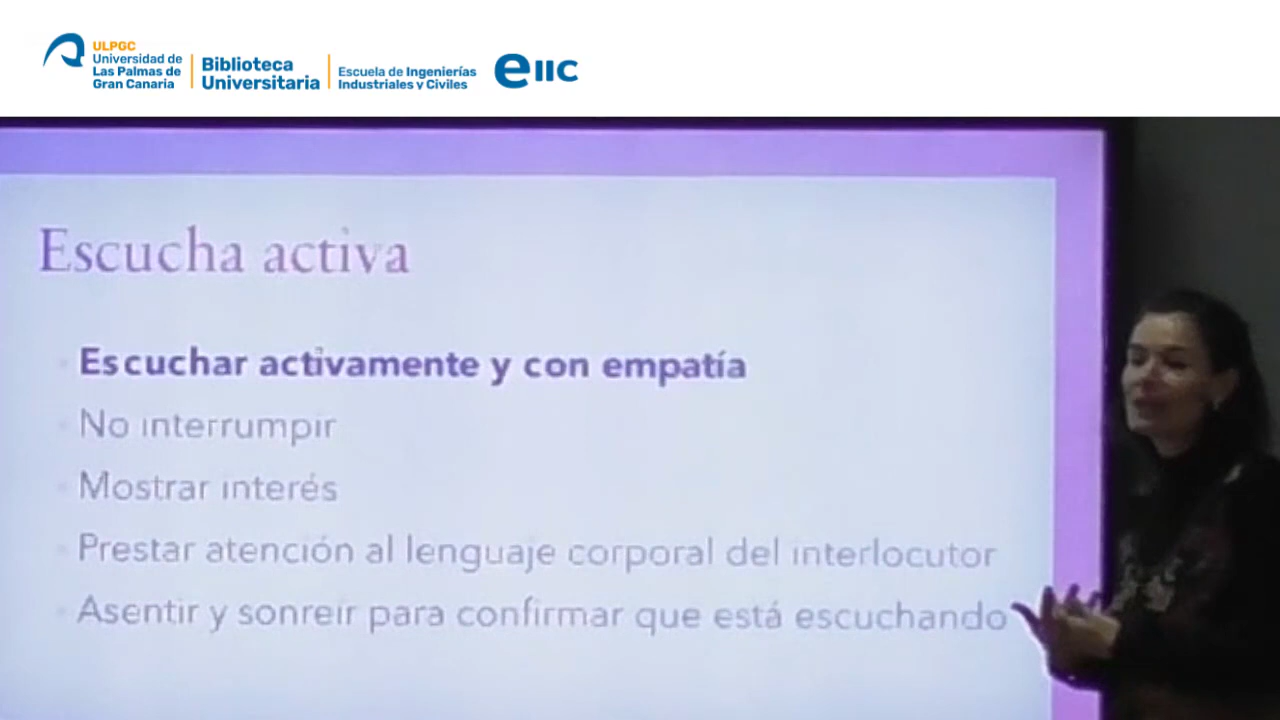 ULPGC
Universidad de
Las Palmas de
Gran Canaria
Biblioteca
Universitaria
Escuela de Ingenierías
Industriales y Civiles
eiic
Escucha activa
Escuchar activamente y con empatía
No interrumpir
Mostrar interés
Prestar atención al lenguaje corporal del interlocutor
Asentir y sonreír para confirmar que está escuchando